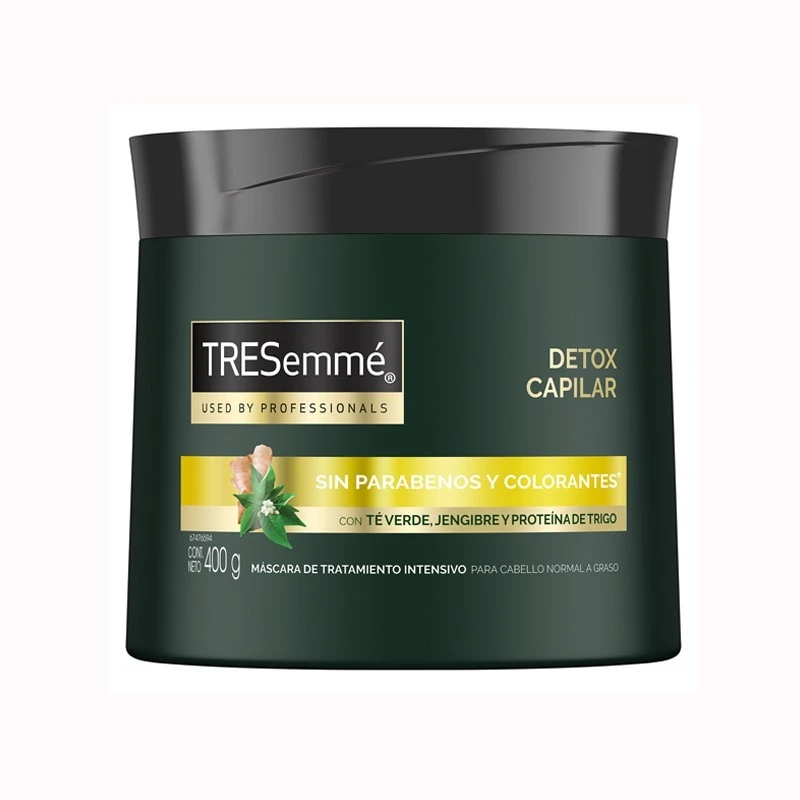 TRESemmé®
USED BY PROFESSIONALS
DETOX
CAPILAR
SIN PARABENOS Y COLORANTES*
CON TÉ VERDE, JENGIBRE Y PROTEÍNA DE TRIGO
67476594
CONT.
NETO 400 g
MÁSCARA DE TRATAMIENTO INTENSIVO PARA CABELLO NORMAL A GRASO